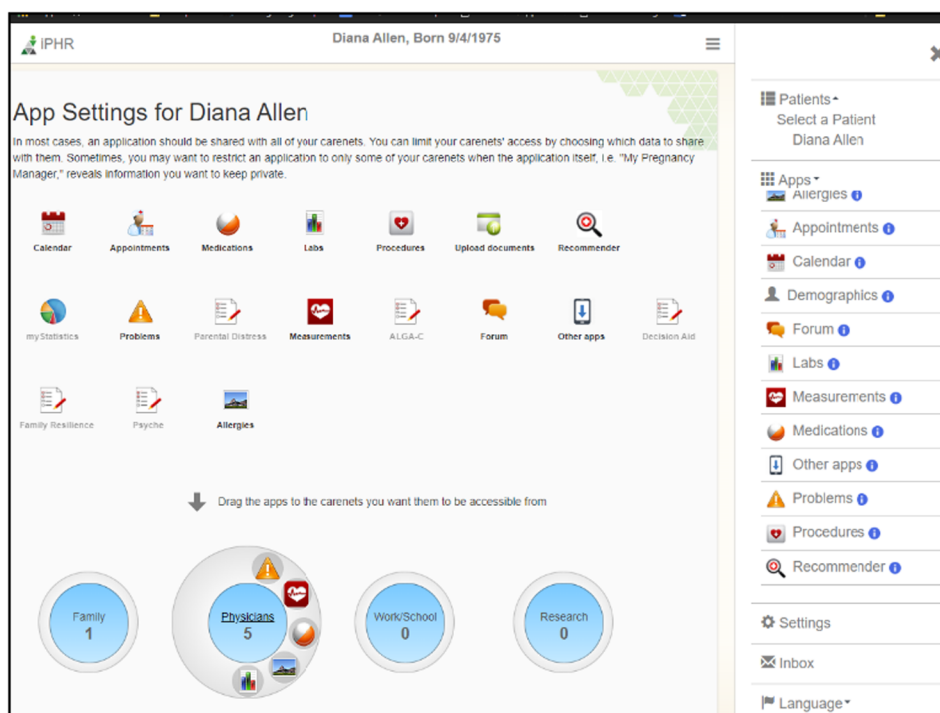 iPHR
Diana Allen, Born 9/4/1975
App Settings for Diana Allen
In most cases, an application should be shared with all of your carenets. You can limit your carenets' access by choosing which data to share
with them. Sometimes, you may want to restrict an application to only some of your carenets when the application itself, i.e. "My Pregnancy
Manager," reveals information you want to keep private.
Calendar Appointments Medications Labs Procedures Upload documents Recommender
myStatistics Problems Parental Distress Measurements ALGA-C Forum Other apps Decision Aid
Family Resilience Psyche Allergies
Drag the apps to the carenets you want them to be accessible from
Family
1
Physicians
5
Work/School
0
Research
0
Patients
Select a Patient
Diana Allen
Apps
Allergies
Appointments
Calendar
Demographics
Forum
Labs
Measurements
Medications
Other apps
Problems
Procedures
Recommender
Settings
Inbox
Language